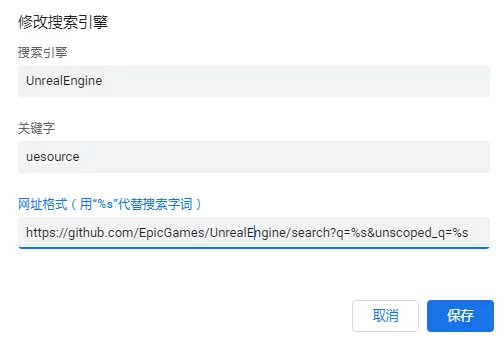 修改搜索引擎
搜索引擎
UnrealEngine
关键字
uesource
网址格式（用“%s”代替搜索字词）
https://github.com/EpicGames/UnrealEngine/search?q=%s&unscoped_q=%s
取消
保存